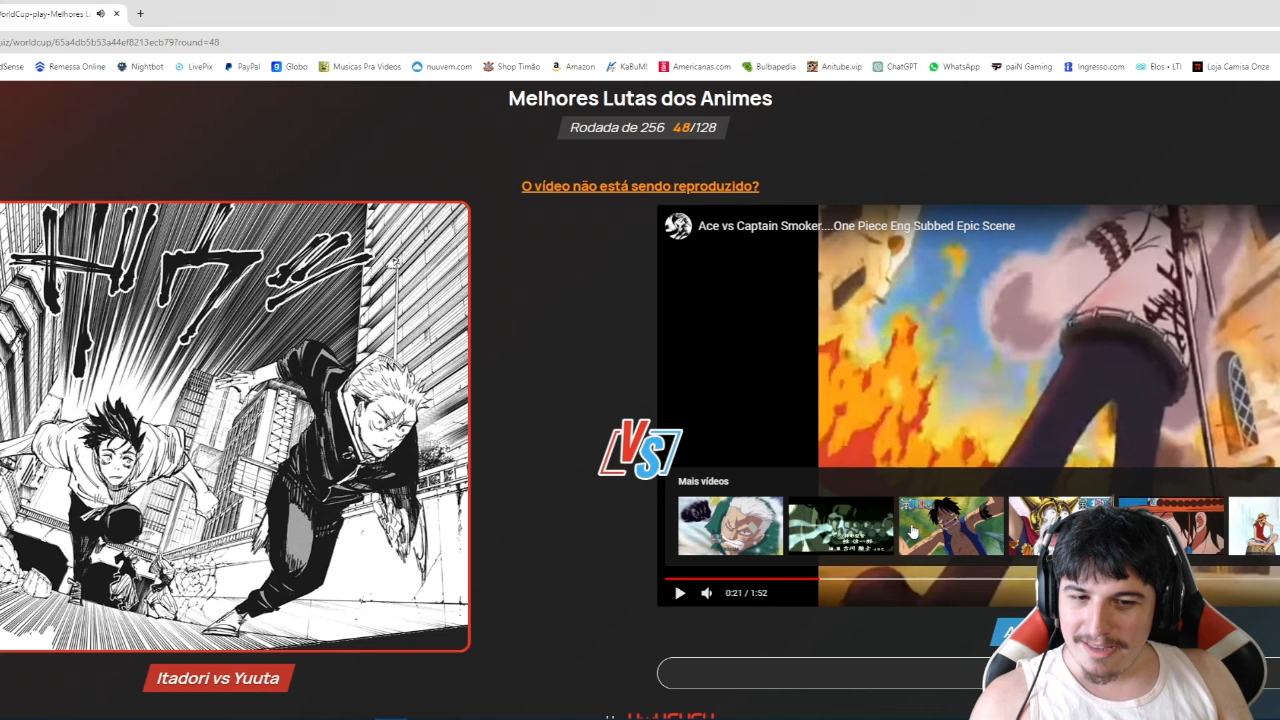 orldCup-play-Melhores L
uiz/worldcup/65a4db5b53a44ef8213ecb79?round=48
dSense Remessa Online Nightbot LivePix PayPal Globo Musicas Pra Videos nuuvem.com Shop Timão Amazon KaBuM! Americanas.com Bulbapedia Anitube.vip ChatGPT WhatsApp paiN Gaming Ingresso.com Elos • LTI Loja Camisa Onze
Melhores Lutas dos Animes
Rodada de 256 48/128
O vídeo não está sendo reproduzido?
Ace vs Captain Smoker....One Piece Eng Subbed Epic Scene
VS
Mais vídeos
0:21 / 1:52
Itadori vs Yuuta